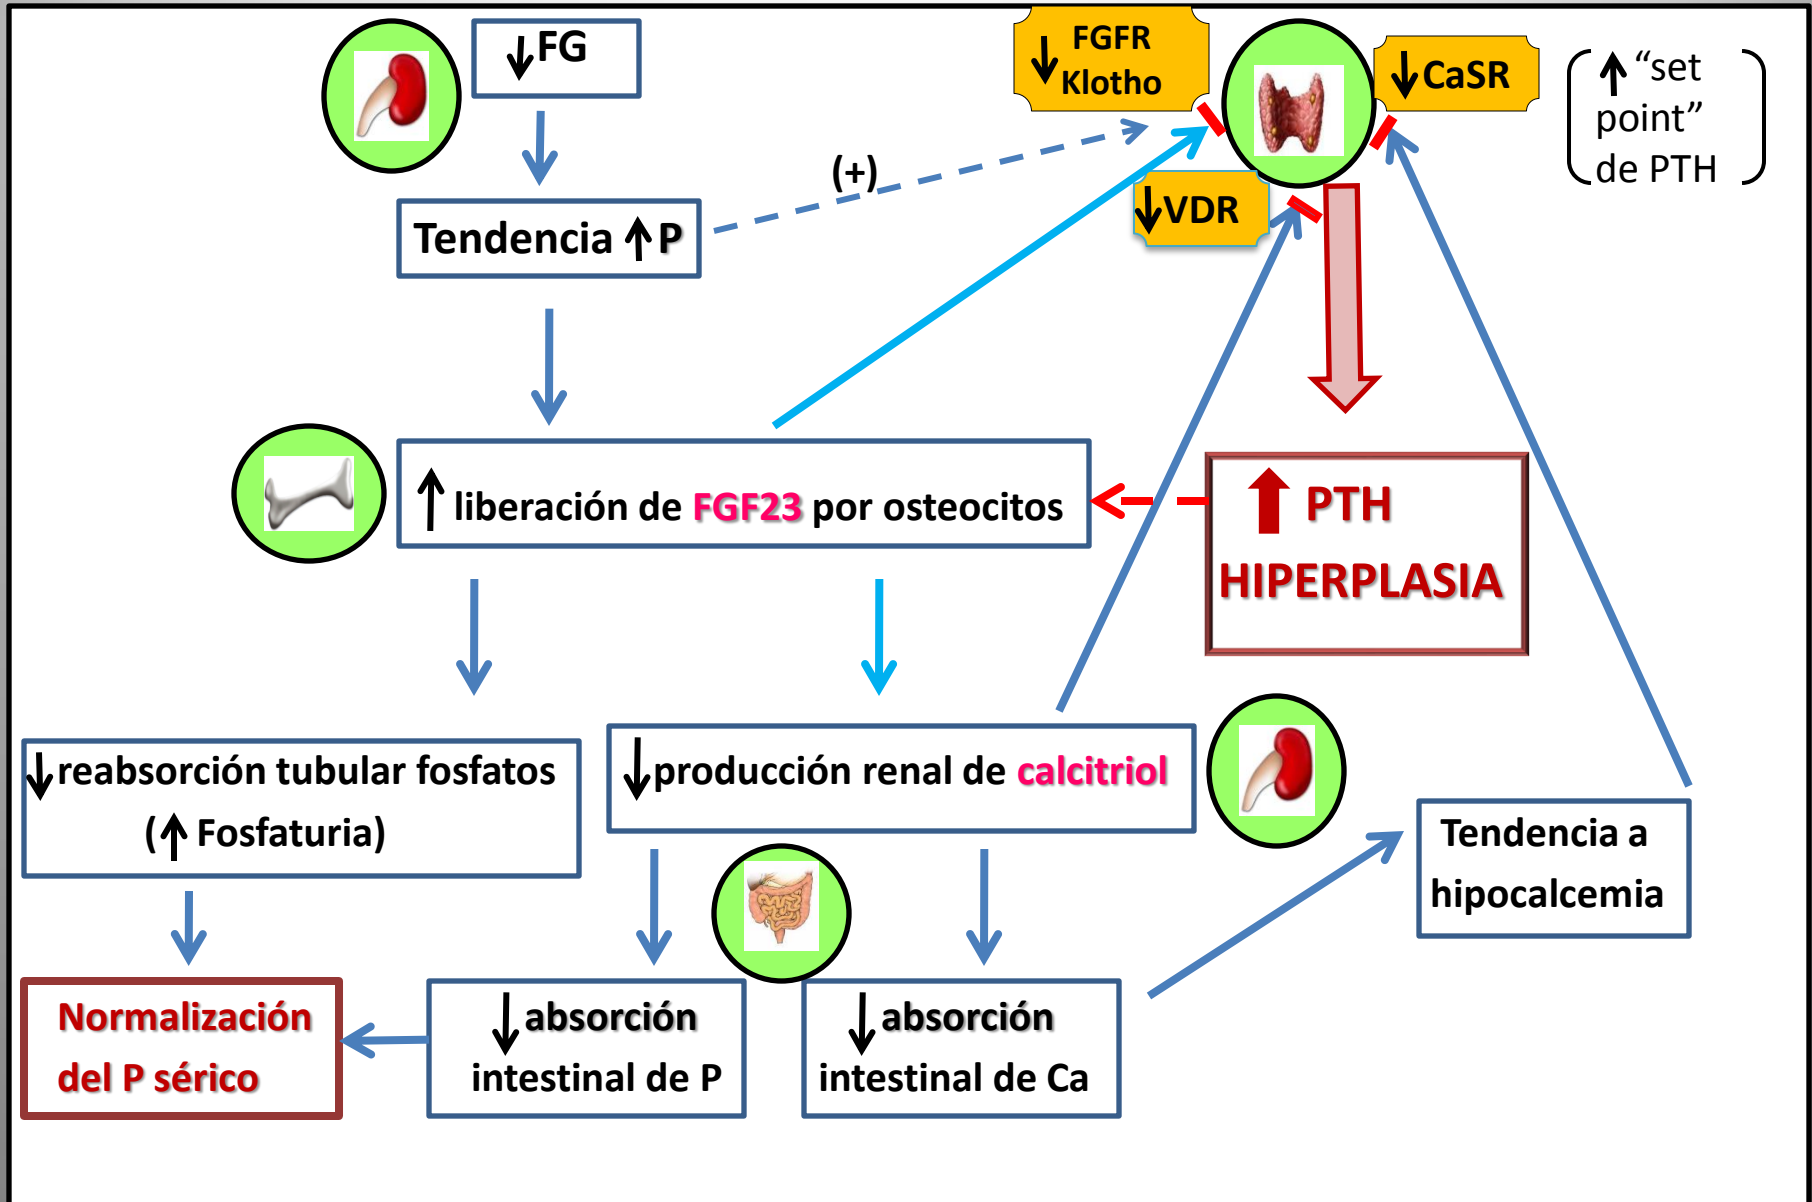 ↓FG
FGFR
↓ Klotho
↓CaSR
↑ “set
point”
de PTH
(+)
↓VDR
Tendencia ↑P
↑ liberación de FGF23 por osteocitos
↑ PTH
HIPERPLASIA
↓reabsorción tubular fosfatos
(↑ Fosfaturia)
↓producción renal de calcitriol
Tendencia a
hipocalcemia
Normalización
del P sérico
↓absorción
intestinal de P
↓absorción
intestinal de Ca